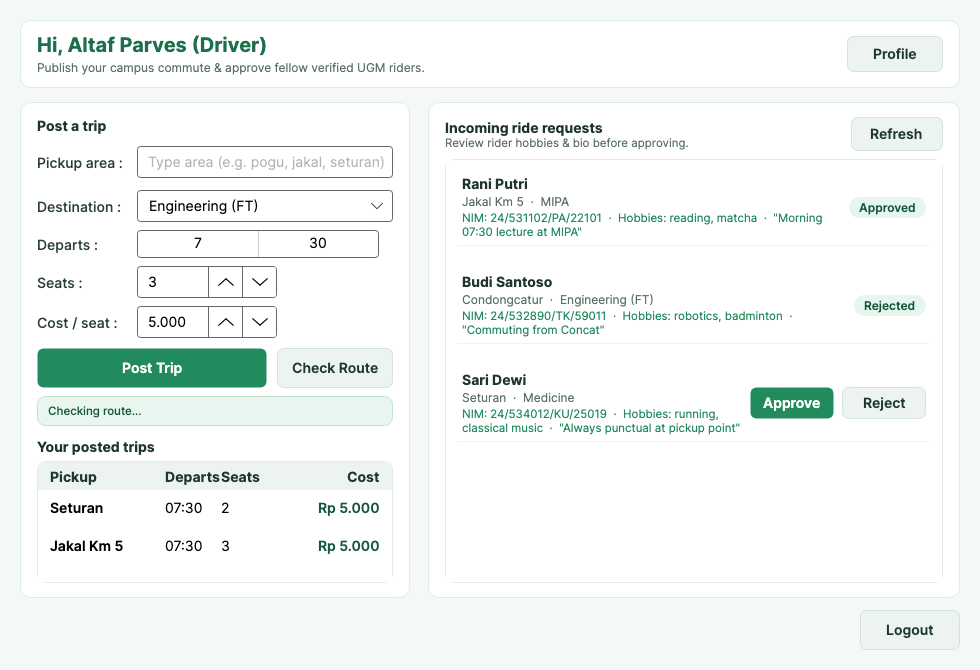 Hi, Altaf Parves (Driver)
Publish your campus commute & approve fellow verified UGM riders.
Profile
Post a trip
Pickup area :
Type area (e.g. pogu, jakal, seturan)
Destination :
Engineering (FT)
Departs :
7
30
Seats :
3
Cost / seat :
5.000
Post Trip
Check Route
Checking route...
Your posted trips
Pickup Departs Seats Cost
Seturan 07:30 2 Rp 5.000
Jakal Km 5 07:30 3 Rp 5.000
Incoming ride requests
Review rider hobbies & bio before approving.
Refresh
Rani Putri
Jakal Km 5 · MIPA
NIM: 24/531102/PA/22101 · Hobbies: reading, matcha · "Morning
07:30 lecture at MIPA"
Approved
Budi Santoso
Condongcatur · Engineering (FT)
NIM: 24/532890/TK/59011 · Hobbies: robotics, badminton ·
"Commuting from Concat"
Rejected
Sari Dewi
Seturan · Medicine
NIM: 24/534012/KU/25019 · Hobbies: running,
classical music · "Always punctual at pickup point"
Approve
Reject
Logout